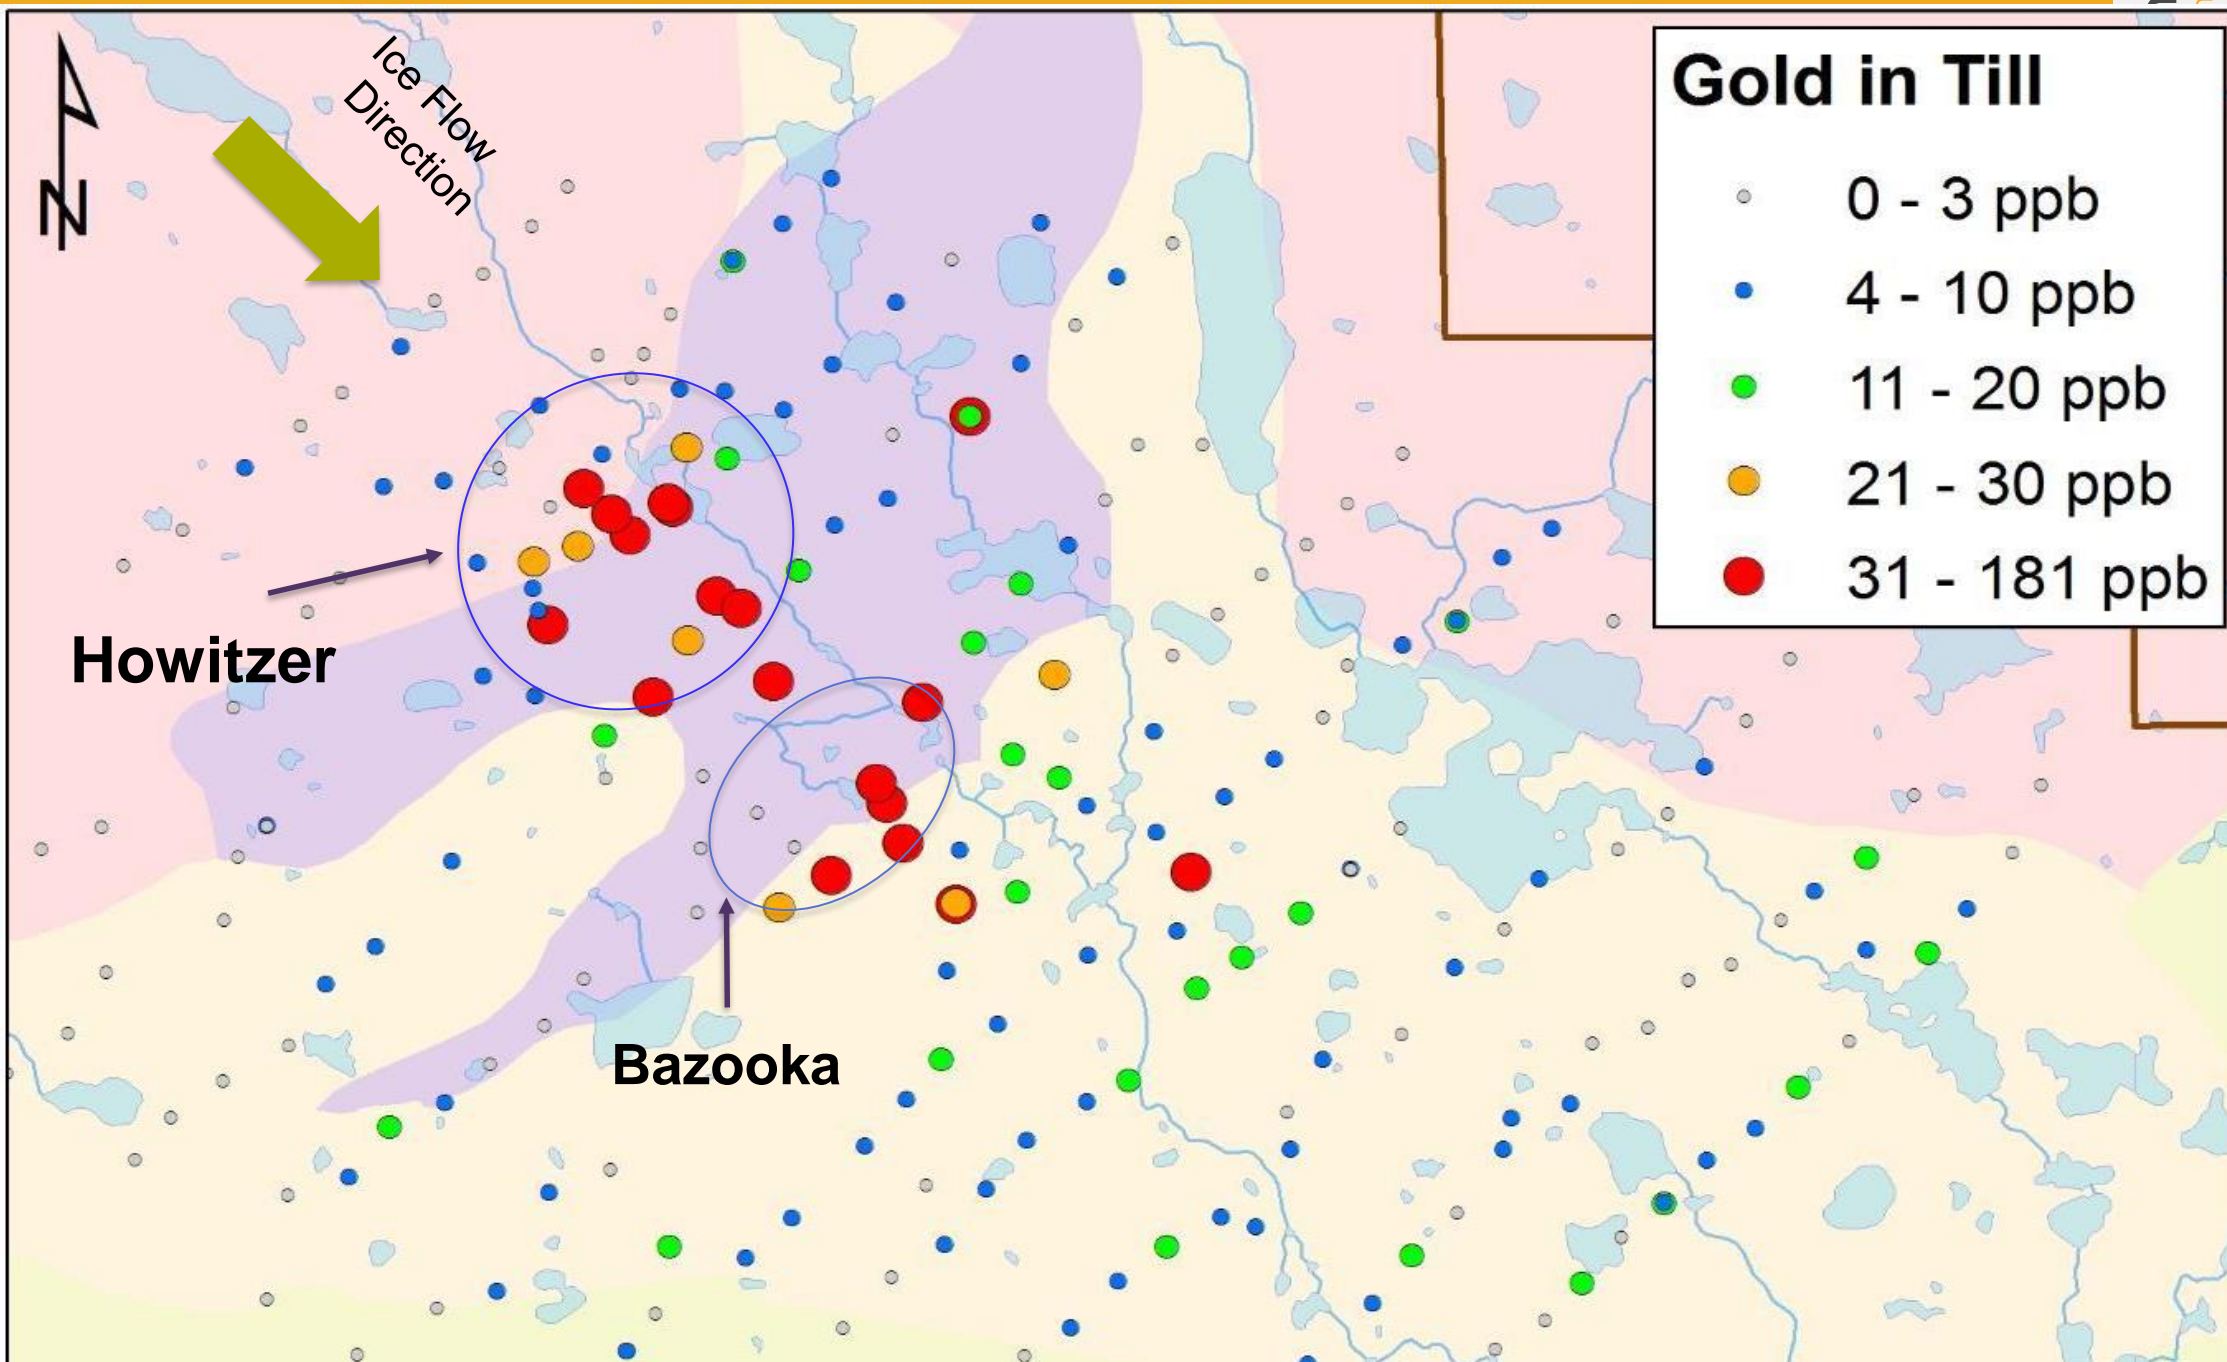 Ice Flow
Direction
N
Gold in Till
0 - 3 ppb
4 - 10 ppb
11 - 20 ppb
21 - 30 ppb
31 - 181 ppb
Howitzer
Bazooka